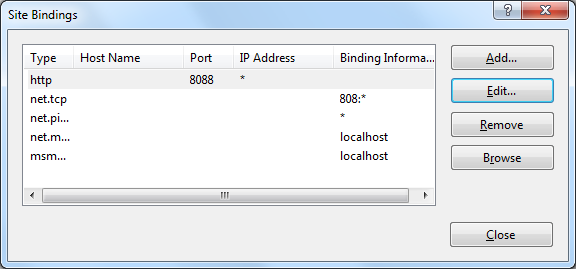 Site Bindings
Type Host Name Port IP Address Binding Informa...
http 8088 *
net.tcp 808:*
net.pi... *
net.m... localhost
msm... localhost
Add...
Edit...
Remove
Browse
Close